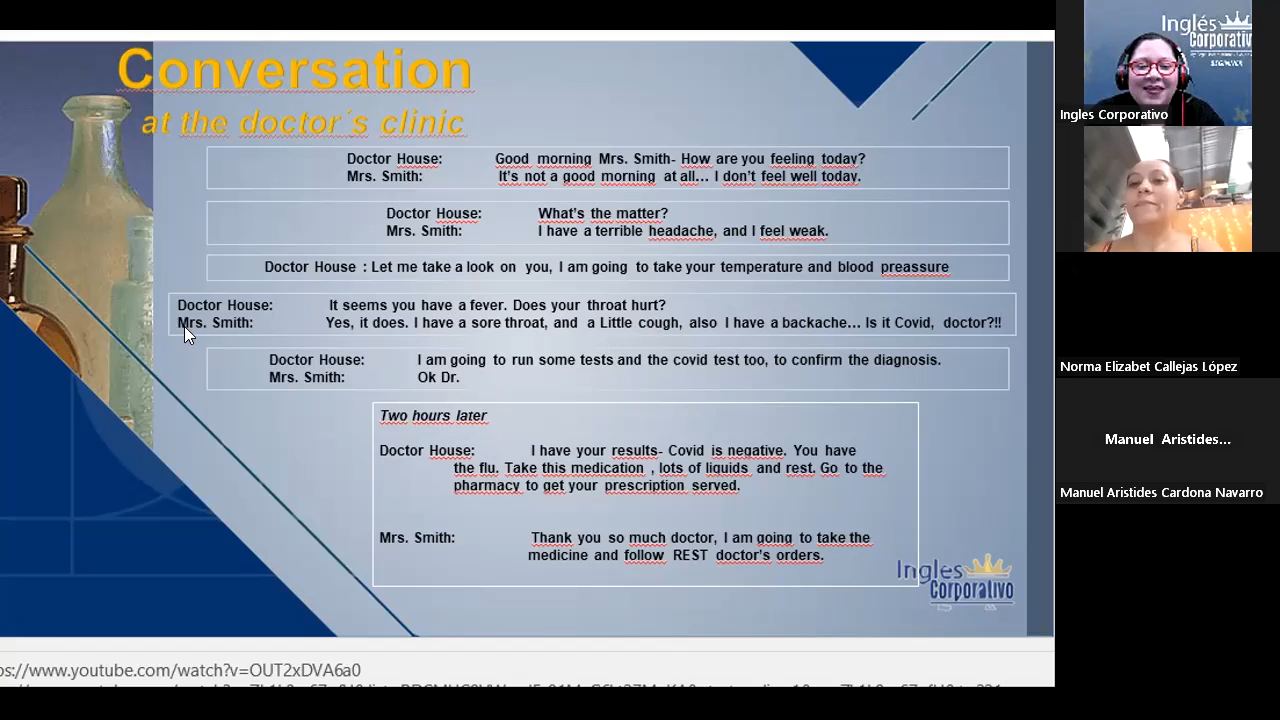 Conversation
at the doctor´s clinic
Doctor House: Good morning Mrs. Smith- How are you feeling today?
Mrs. Smith: It's not a good morning at all... I don't feel well today.
Doctor House: What's the matter?
Mrs. Smith: I have a terrible headache, and I feel weak.
Doctor House : Let me take a look on you, I am going to take your temperature and blood preassure
Doctor House: It seems you have a fever. Does your throat hurt?
Mrs. Smith: Yes, it does. I have a sore throat, and a Little cough, also I have a backache... Is it Covid, doctor?!!
Doctor House: I am going to run some tests and the covid test too, to confirm the diagnosis.
Mrs. Smith: Ok Dr.
Two hours later
Doctor House: I have your results- Covid is negative. You have
the flu. Take this medication , lots of liquids and rest. Go to the
pharmacy to get your prescription served.
Mrs. Smith: Thank you so much doctor, I am going to take the
medicine and follow REST doctor's orders.
Ingles
Corporativo
ps://www.youtube.com/watch?v=OUT2xDVA6a0
Inglés
Corporativo
Ingles Corporativo
Norma Elizabet Callejas López
Manuel Aristides...
Manuel Aristides Cardona Navarro